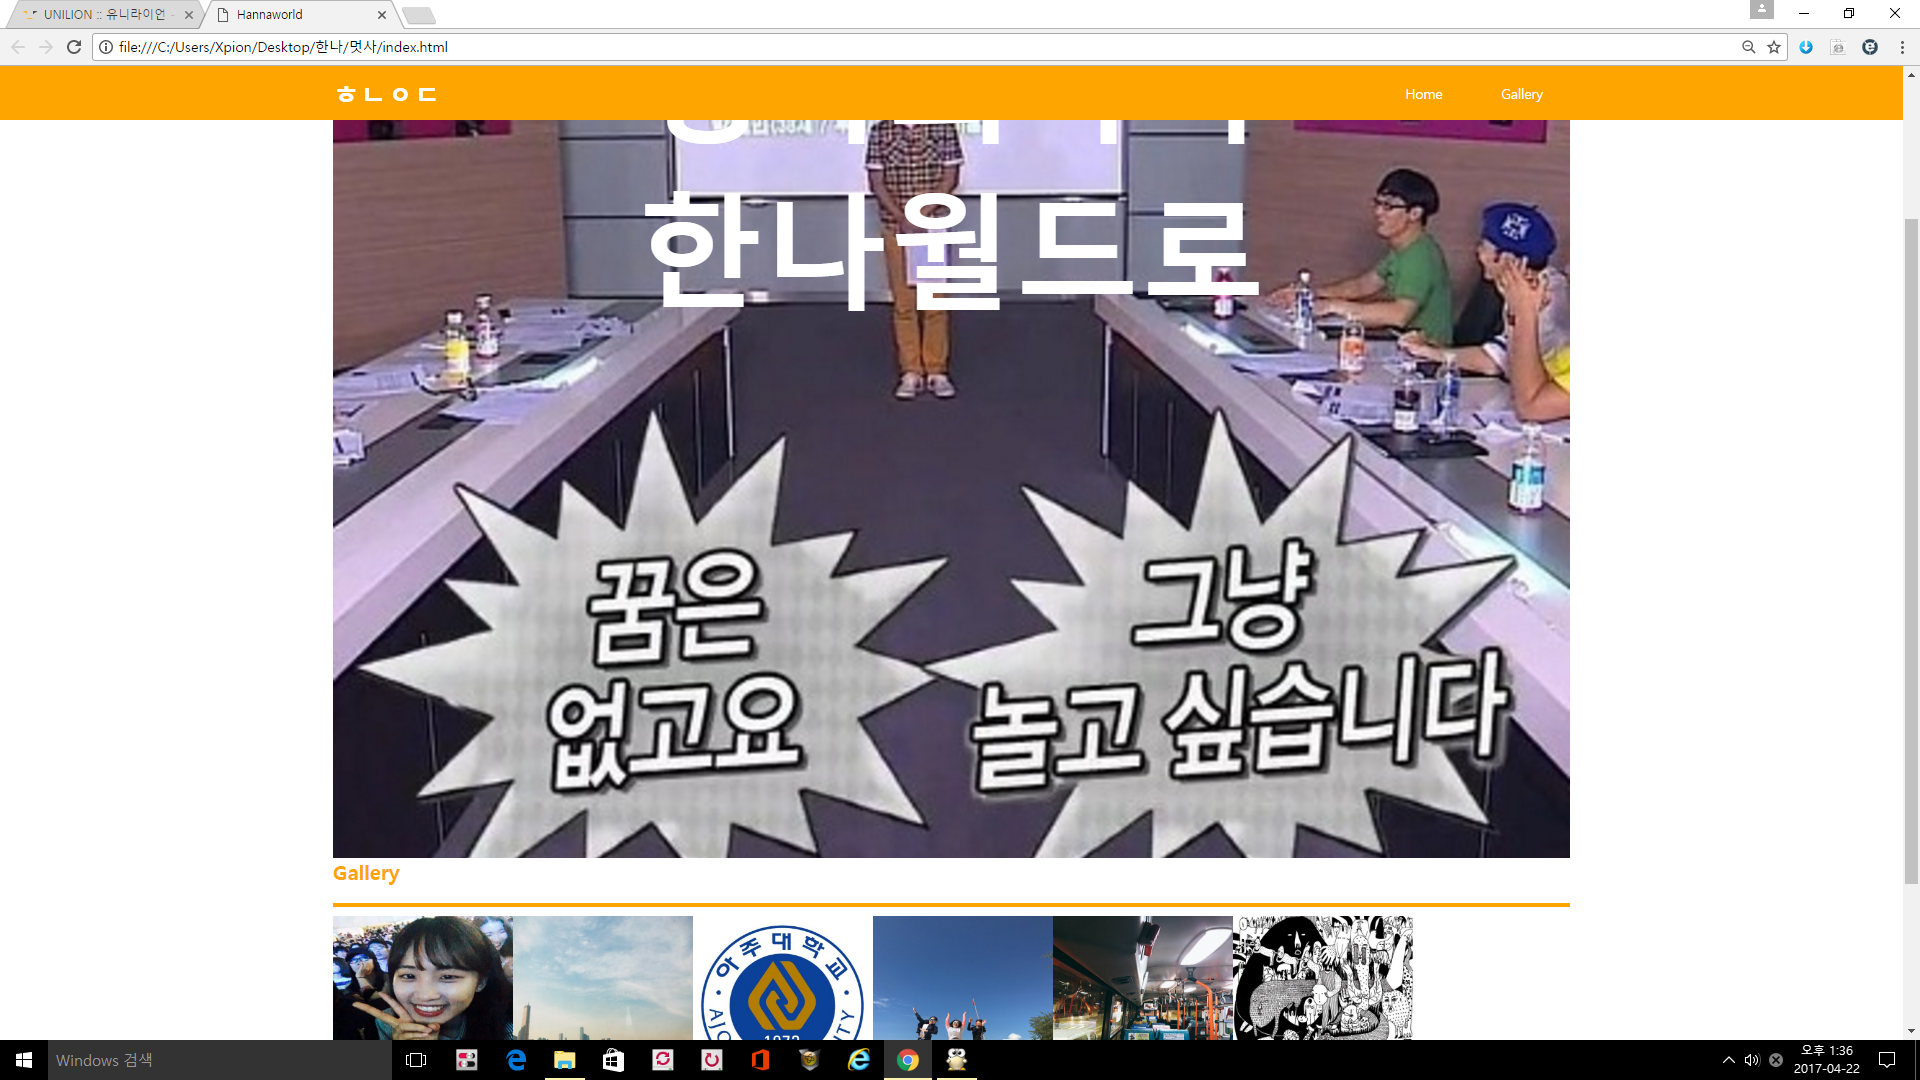 UNILION :: 유니라이언 -
Hannaworld
file:///C:/Users/Xpion/Desktop/한나/멋사/index.html
ㅎㄴㅇㄷ
Home
Gallery
한나월드로
꿈은
없고요
그냥
놀고 싶습니다
Gallery
아주대학교
1973
Windows 검색
오후 1:36
2017-04-22